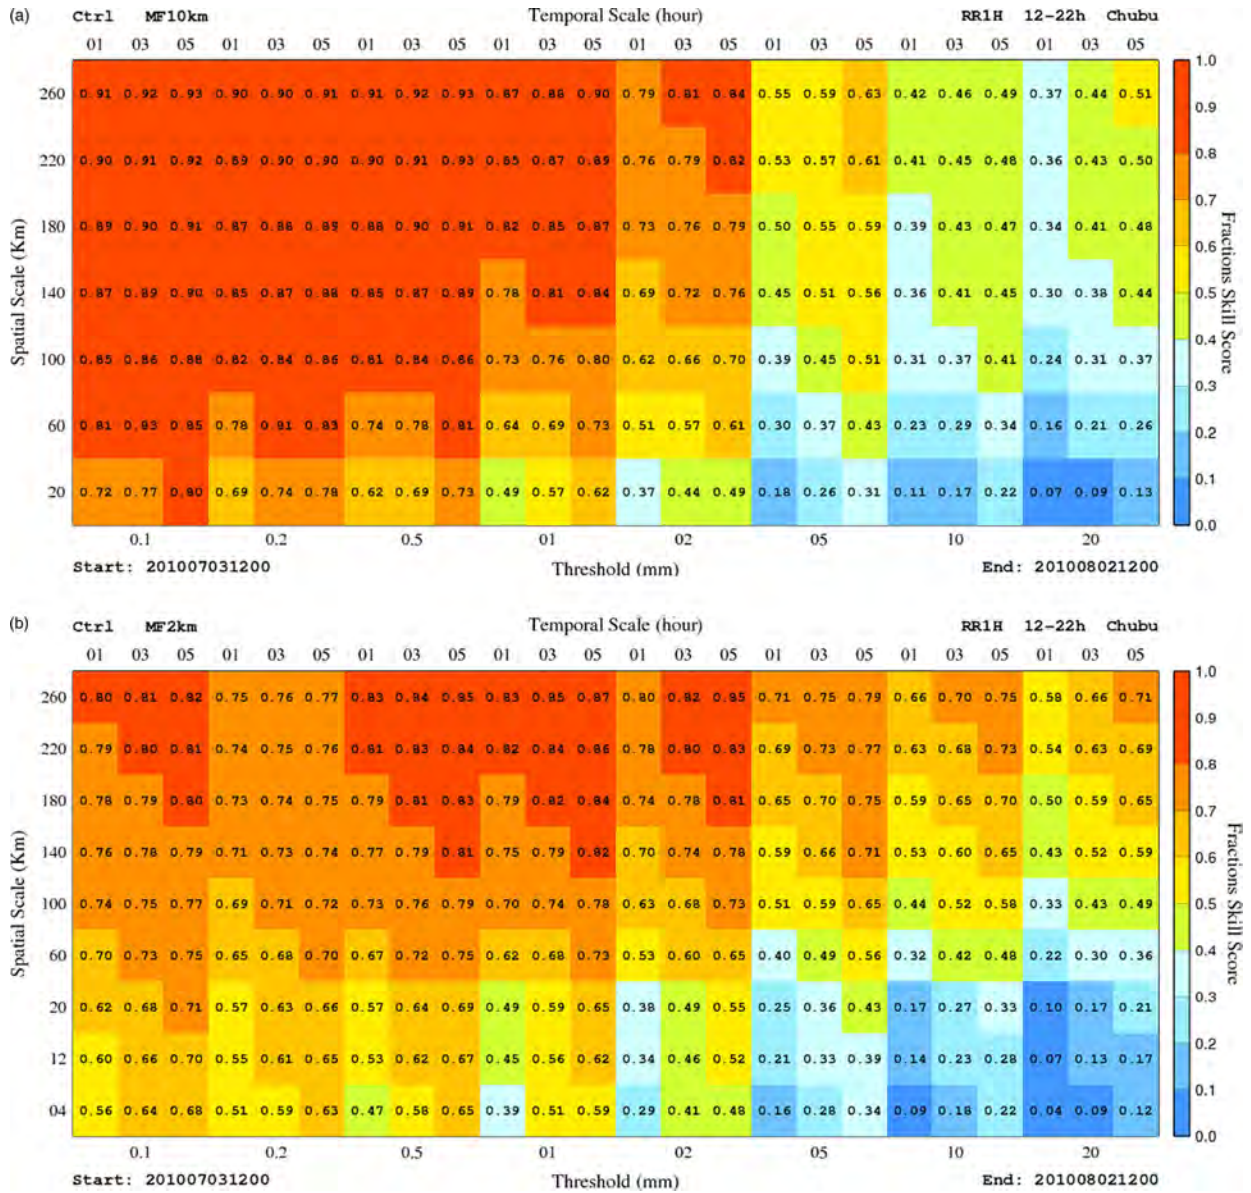 (a) Ctrl MF10km Temporal Scale (hour) RR1H 12-22h Chubu
01 03 05 01 03 05 01 03 05 01 03 05 01 03 05 01 03 05 01 03 05 01 03 05
260 0.91 0.92 0.93 0.90 0.90 0.91 0.91 0.92 0.93 0.87 0.88 0.90 0.79 0.81 0.84 0.55 0.59 0.63 0.42 0.46 0.49 0.37 0.44 0.51
220 0.90 0.91 0.92 0.89 0.90 0.90 0.90 0.91 0.93 0.85 0.87 0.89 0.76 0.79 0.82 0.53 0.57 0.61 0.41 0.45 0.48 0.36 0.43 0.50
180 0.89 0.90 0.91 0.87 0.88 0.89 0.88 0.90 0.91 0.82 0.85 0.87 0.73 0.76 0.79 0.50 0.55 0.59 0.39 0.43 0.47 0.34 0.41 0.48
140 0.87 0.89 0.90 0.85 0.87 0.88 0.85 0.87 0.89 0.78 0.81 0.84 0.69 0.72 0.76 0.45 0.51 0.56 0.36 0.41 0.45 0.30 0.38 0.44
100 0.85 0.86 0.88 0.82 0.84 0.86 0.81 0.84 0.86 0.73 0.76 0.80 0.62 0.66 0.70 0.39 0.45 0.51 0.31 0.37 0.41 0.24 0.31 0.37
60 0.81 0.83 0.85 0.78 0.81 0.83 0.74 0.78 0.81 0.64 0.69 0.73 0.51 0.57 0.61 0.30 0.37 0.43 0.23 0.29 0.34 0.16 0.21 0.26
20 0.72 0.77 0.80 0.69 0.74 0.78 0.62 0.69 0.73 0.49 0.57 0.62 0.37 0.44 0.49 0.18 0.26 0.31 0.11 0.17 0.22 0.07 0.09 0.13
Spatial Scale (Km)
0.1 0.2 0.5 01 02 05 10 20
Start: 201007031200 Threshold (mm) End: 201008021200
1.0
0.9
0.8
0.7
0.6
0.5
0.4
0.3
0.2
0.1
0.0
Fractions Skill Score
(b) Ctrl MF2km Temporal Scale (hour) RR1H 12-22h Chubu
01 03 05 01 03 05 01 03 05 01 03 05 01 03 05 01 03 05 01 03 05 01 03 05
260 0.80 0.81 0.82 0.75 0.76 0.77 0.83 0.84 0.85 0.83 0.85 0.87 0.80 0.82 0.85 0.71 0.75 0.79 0.66 0.70 0.75 0.58 0.66 0.71
220 0.79 0.80 0.81 0.74 0.75 0.76 0.81 0.83 0.84 0.82 0.84 0.86 0.78 0.80 0.83 0.69 0.73 0.77 0.63 0.68 0.73 0.54 0.63 0.69
180 0.78 0.79 0.80 0.73 0.74 0.75 0.79 0.81 0.83 0.79 0.82 0.84 0.74 0.78 0.81 0.65 0.70 0.75 0.59 0.65 0.70 0.50 0.59 0.65
140 0.76 0.78 0.79 0.71 0.73 0.74 0.77 0.79 0.81 0.75 0.79 0.82 0.70 0.74 0.78 0.59 0.66 0.71 0.53 0.60 0.65 0.43 0.52 0.59
100 0.74 0.75 0.77 0.69 0.71 0.72 0.73 0.76 0.79 0.70 0.74 0.78 0.63 0.68 0.73 0.51 0.59 0.65 0.44 0.52 0.58 0.33 0.43 0.49
60 0.70 0.73 0.75 0.65 0.68 0.70 0.67 0.72 0.75 0.62 0.68 0.73 0.53 0.60 0.65 0.40 0.49 0.56 0.32 0.42 0.48 0.22 0.30 0.36
20 0.62 0.68 0.71 0.57 0.63 0.66 0.57 0.64 0.69 0.49 0.59 0.65 0.38 0.49 0.55 0.25 0.36 0.43 0.17 0.27 0.33 0.10 0.17 0.21
12 0.60 0.66 0.70 0.55 0.61 0.65 0.53 0.62 0.67 0.45 0.56 0.62 0.34 0.46 0.52 0.21 0.33 0.39 0.14 0.23 0.28 0.07 0.13 0.17
04 0.56 0.64 0.68 0.51 0.59 0.63 0.47 0.58 0.65 0.39 0.51 0.59 0.29 0.41 0.48 0.16 0.28 0.34 0.09 0.18 0.22 0.04 0.09 0.12
Spatial Scale (Km)
0.1 0.2 0.5 01 02 05 10 20
Start: 201007031200 Threshold (mm) End: 201008021200
1.0
0.9
0.8
0.7
0.6
0.5
0.4
0.3
0.2
0.1
0.0
Fractions Skill Score